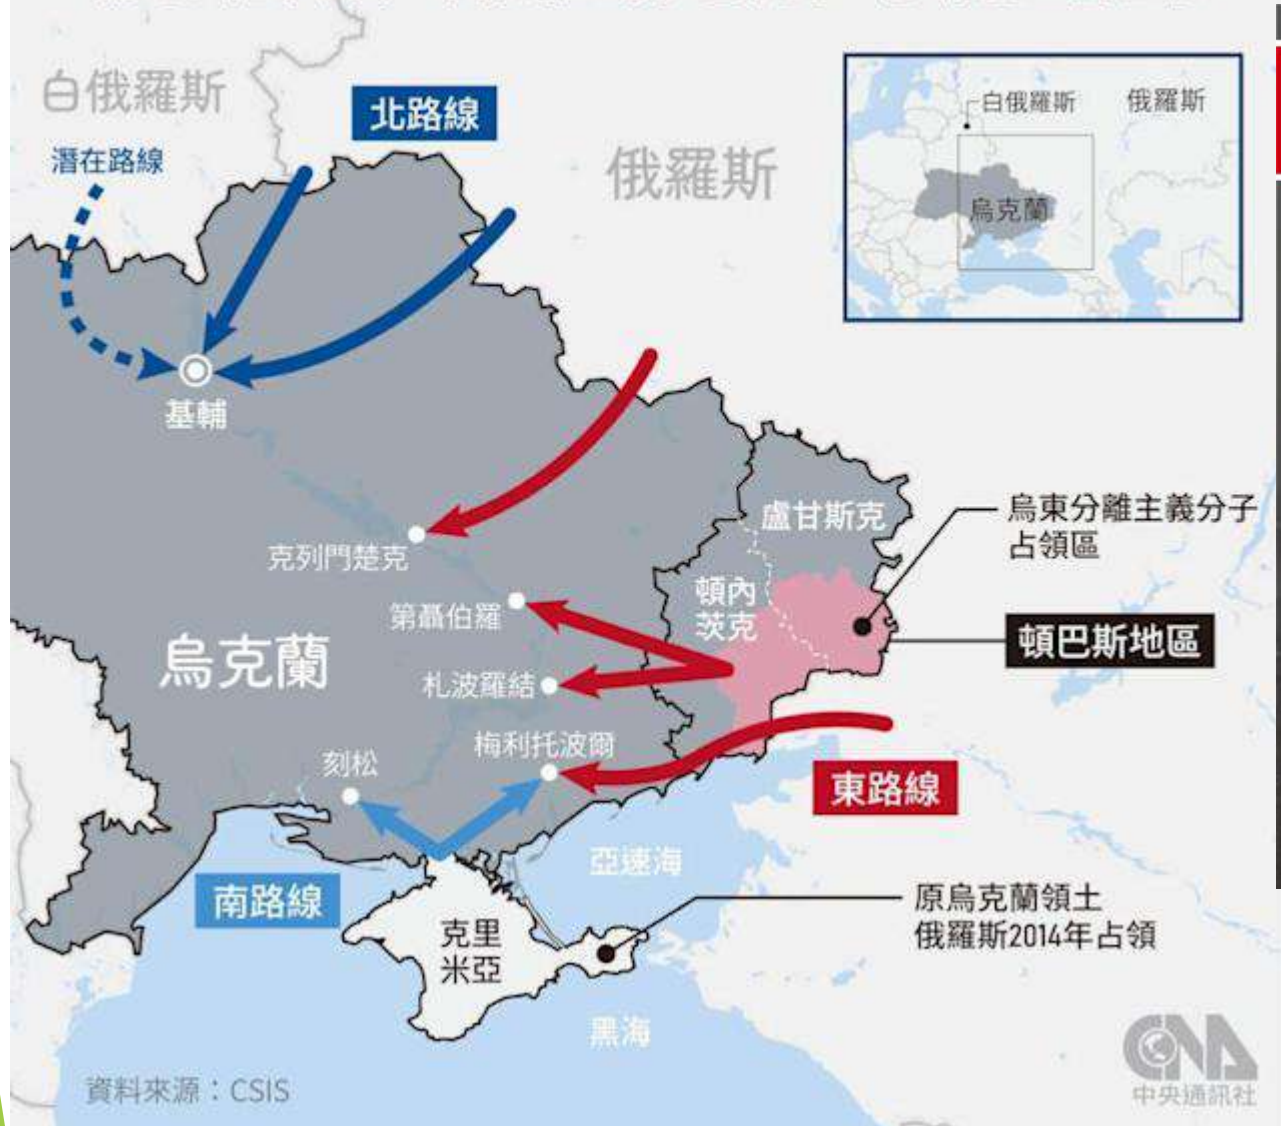 白俄羅斯
北路線
潛在路線
俄羅斯
白俄羅斯
俄羅斯
烏克蘭
基輔
克列門楚克
第聶伯羅
札波羅結
梅利托波爾
刻松
烏克蘭
盧甘斯克
頓內
茨克
烏東分離主義分子
占領區
頓巴斯地區
東路線
南路線
亞速海
克里
米亞
原烏克蘭領土
俄羅斯2014年占領
黑海
資料來源：CSIS
CNA
中央通訊社